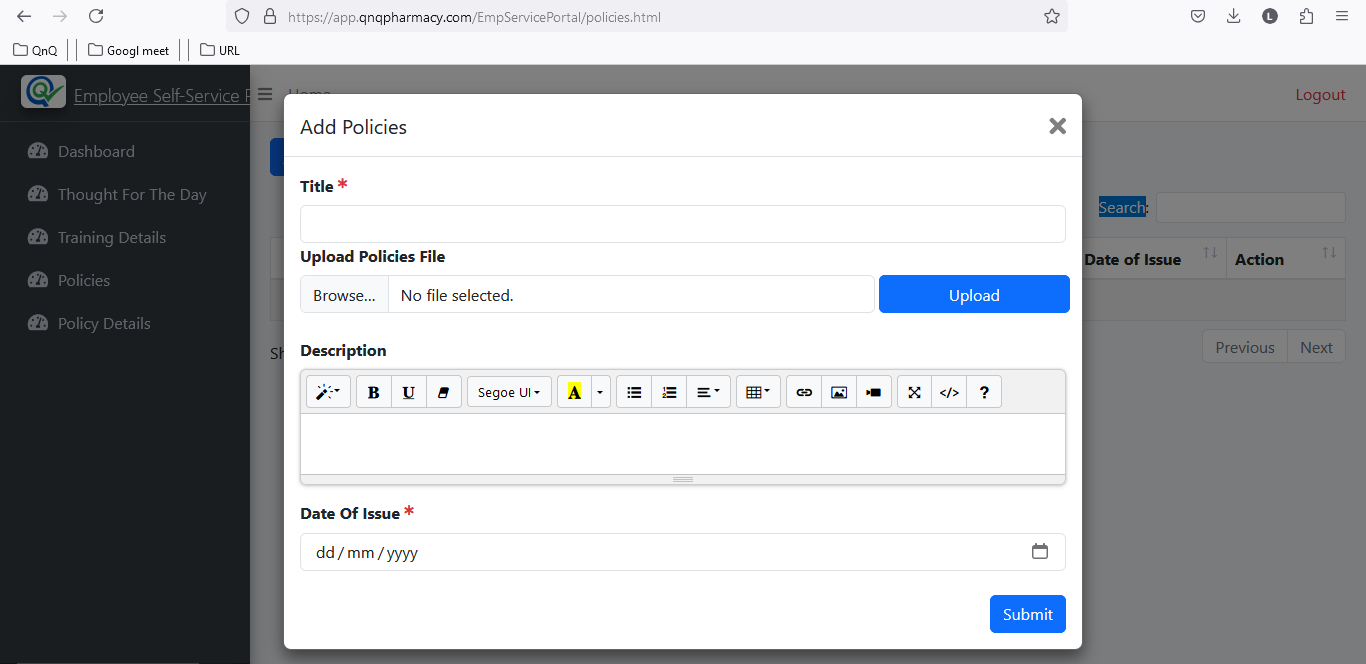 https://app.qnqpharmacy.com/EmpServicePortal/policies.html
L
QnQ
Googl meet
URL
Employee Self-Service P
Home
Logout
Dashboard
Thought For The Day
Training Details
Policies
Policy Details
Add Policies
Title *
Search:
Upload Policies File
Browse... No file selected. Upload
Date of Issue Action
Description
Sh
Previous Next
B U Segoe UI A </> ?
Date Of Issue *
dd / mm / yyyy
Submit